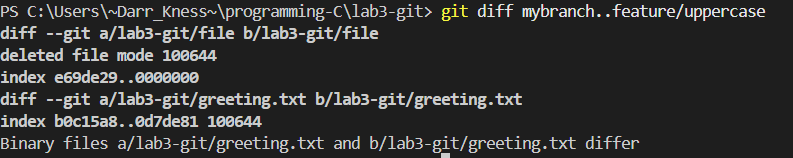 PS C:\Users\~Darr_Kness~\programming-C\lab3-git> git diff mybranch..feature/uppercase
diff --git a/lab3-git/file b/lab3-git/file
deleted file mode 100644
index e69de29..0000000
diff --git a/lab3-git/greeting.txt b/lab3-git/greeting.txt
index b0c15a8..0d7de81 100644
Binary files a/lab3-git/greeting.txt and b/lab3-git/greeting.txt differ